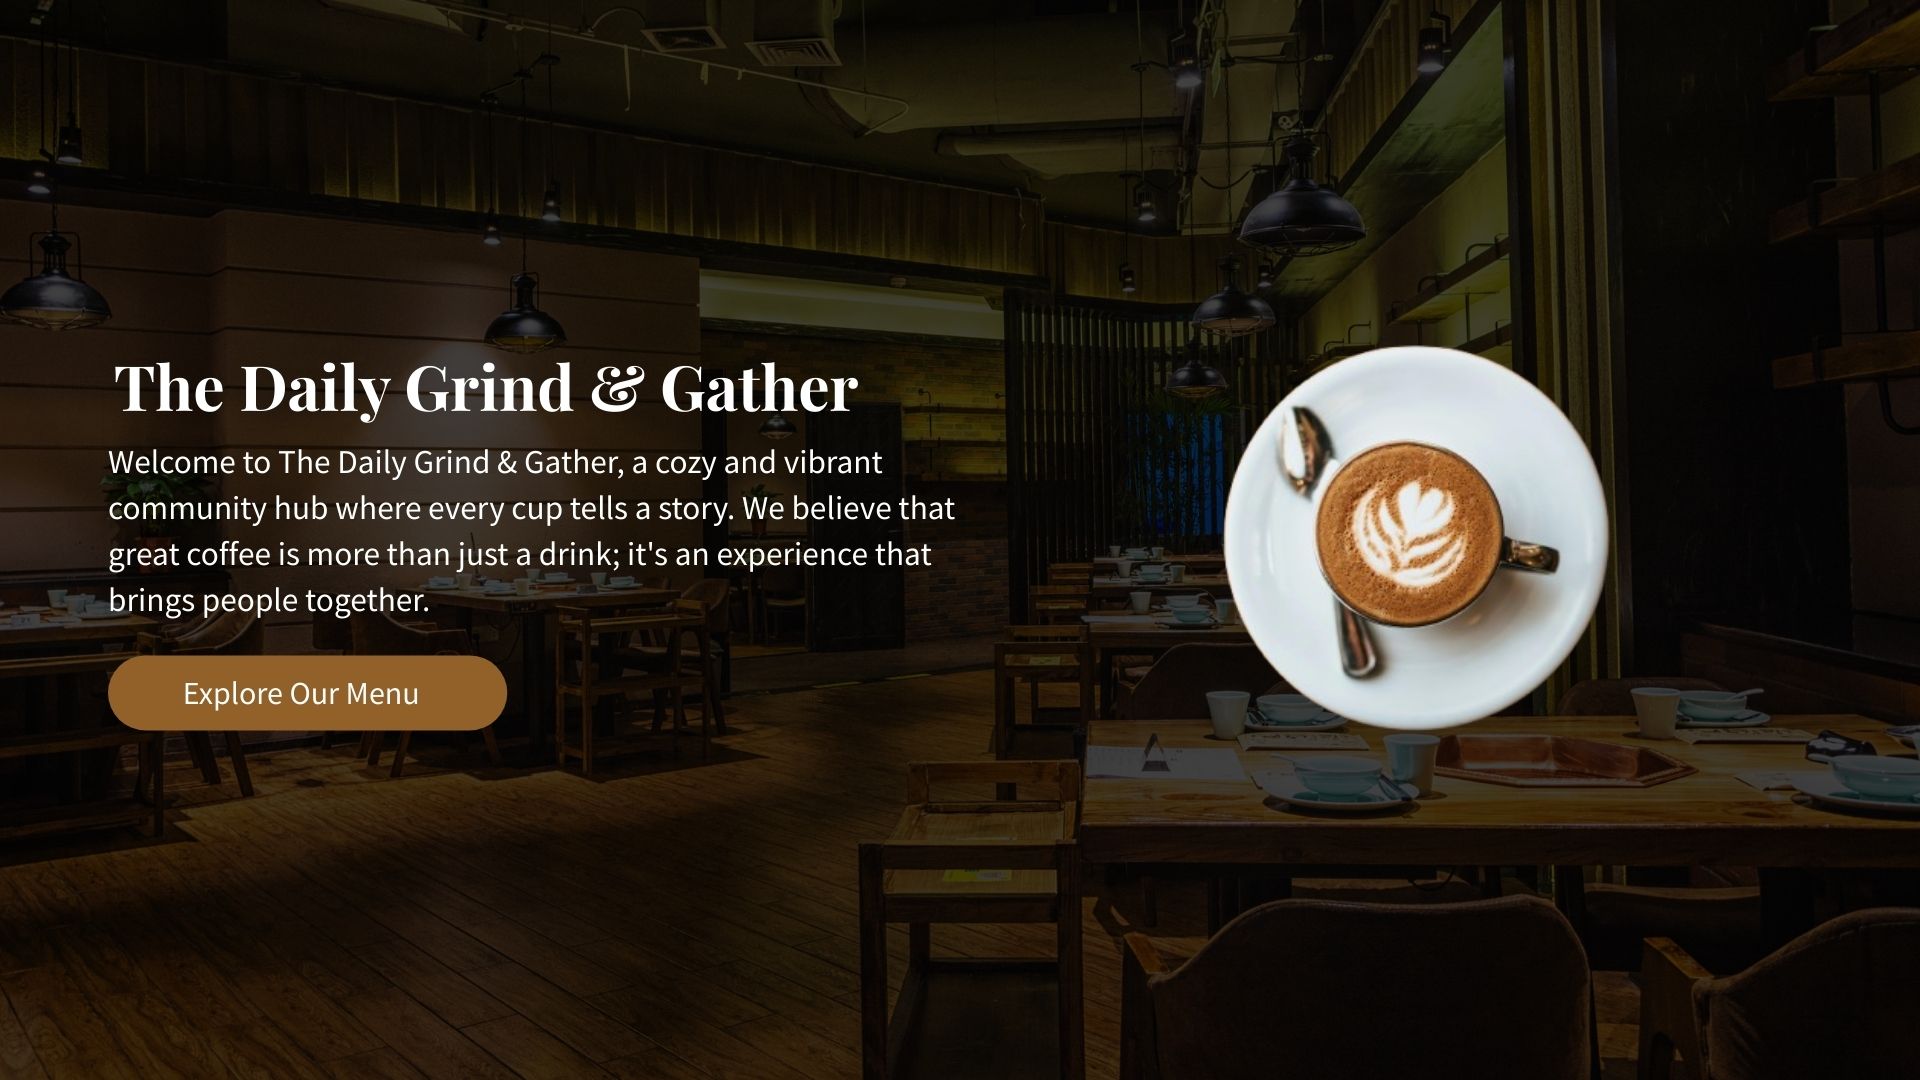 The Daily Grind & Gather
Welcome to The Daily Grind & Gather, a cozy and vibrant
community hub where every cup tells a story. We believe that
great coffee is more than just a drink; it's an experience that
brings people together.
Explore Our Menu